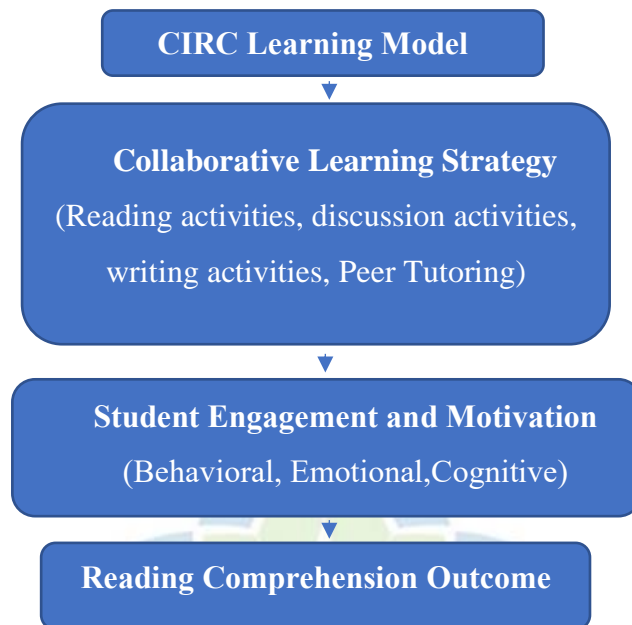 CIRC Learning Model
Collaborative Learning Strategy
(Reading activities, discussion activities,
writing activities, Peer Tutoring)
Student Engagement and Motivation
(Behavioral, Emotional,Cognitive)
Reading Comprehension Outcome